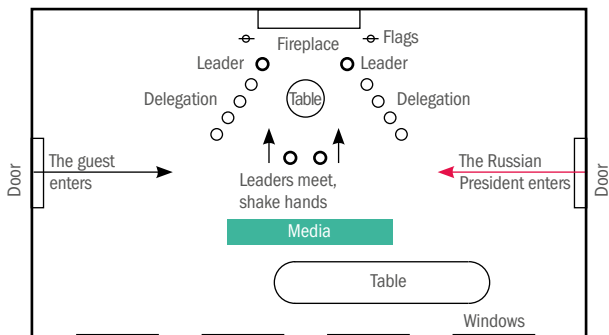 Fireplace
Flags
Leader
Leader
Delegation
Table
Delegation
Door
The guest
enters
The Russian
President enters
Door
Leaders meet,
shake hands
Media
Table
Windows